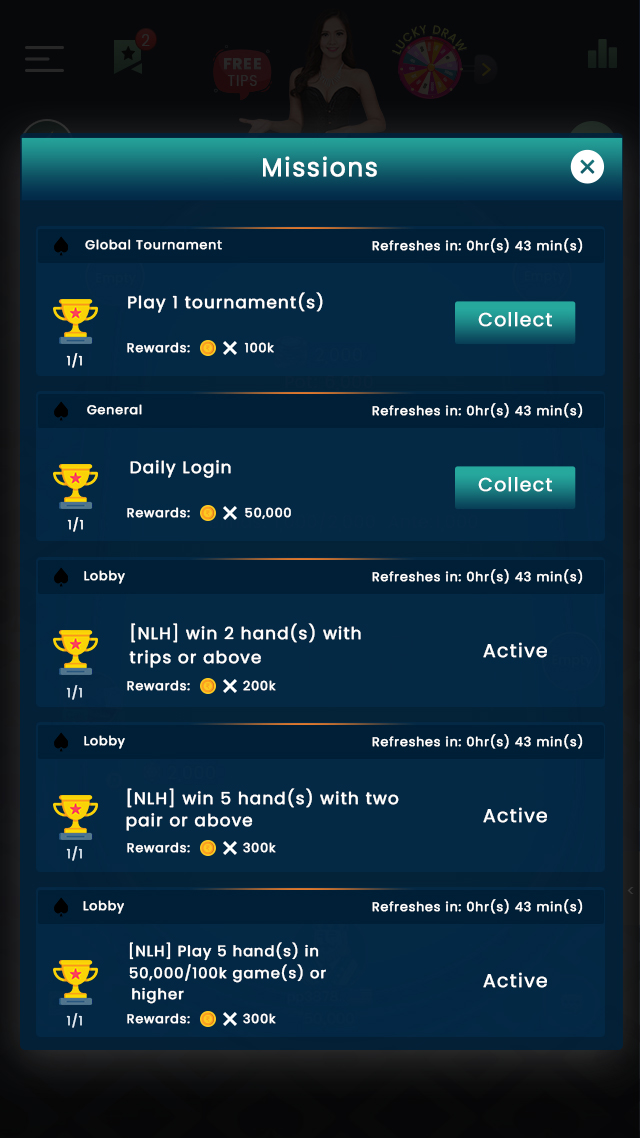 2
FREE
TIPS
LUCKY DRAW
Missions
Global Tournament
Refreshes in: 0hr(s) 43 min(s)
Play 1 tournament(s)
Collect
Rewards: 100k
1/1
General
Refreshes in: 0hr(s) 43 min(s)
Daily Login
Collect
Rewards: 50,000
1/1
Lobby
Refreshes in: 0hr(s) 43 min(s)
[NLH] win 2 hand(s) with
trips or above
Active
Rewards: 200k
1/1
Lobby
Refreshes in: 0hr(s) 43 min(s)
[NLH] win 5 hand(s) with two
pair or above
Active
Rewards: 300k
1/1
Lobby
Refreshes in: 0hr(s) 43 min(s)
[NLH] Play 5 hand(s) in
50,000/100k game(s) or
higher
Active
Rewards: 300k
1/1